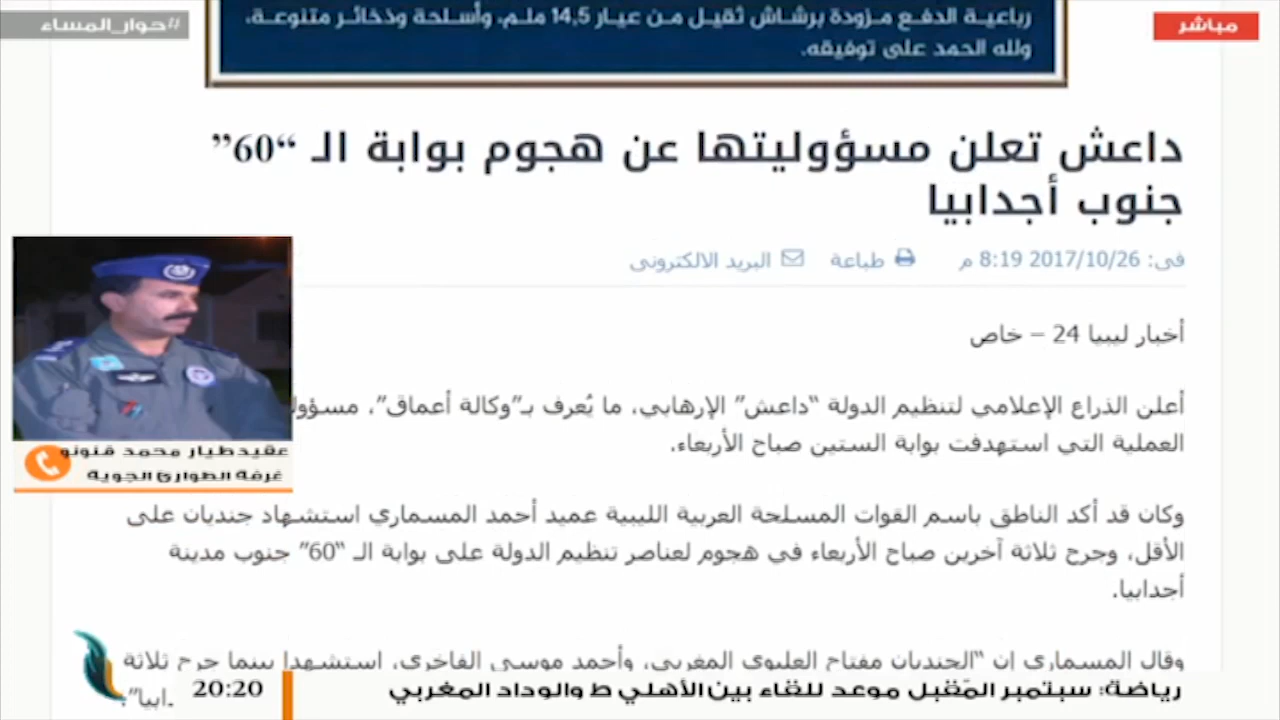 #حوار_المساء
مباشر
رباعية الدفع مزودة برشاش ثقيل من عيار 14,5 ملم، وأسلحة وذخائر متنوعة،
ولله الحمد على توفيقه.
داعش تعلن مسؤوليتها عن هجوم بوابة الـ “60”
جنوب أجدابيا
فى: 2017/10/26 8:19 م
طباعة
البريد الالكترونى
أخبار ليبيا 24 – خاص
أعلن الذراع الإعلامي لتنظيم الدولة “داعش” الإرهابي، ما يُعرف بـ”وكالة أعماق”، مسؤول
العملية التي استهدفت بوابة الستين صباح الأربعاء.
عقيد طيار محمد قنونو
غرفة الطوارئ الجوية
وكان قد أكد الناطق باسم القوات المسلحة العربية الليبية عميد أحمد المسماري استشهاد جنديان على
الأقل، وجرح ثلاثة آخرين صباح الأربعاء في هجوم لعناصر تنظيم الدولة على بوابة الـ “60” جنوب مدينة
أجدابيا.
وقال المسماري إن “الجنديان مفتاح العليوي المغربي، وأحمد موسى الفاخري، استشهدا بينما جرح ثلاثة
ابيا”.
رياضة: سبتمبر المقبل موعد للقاء بين الأهلي ط والوداد المغربي
20:20